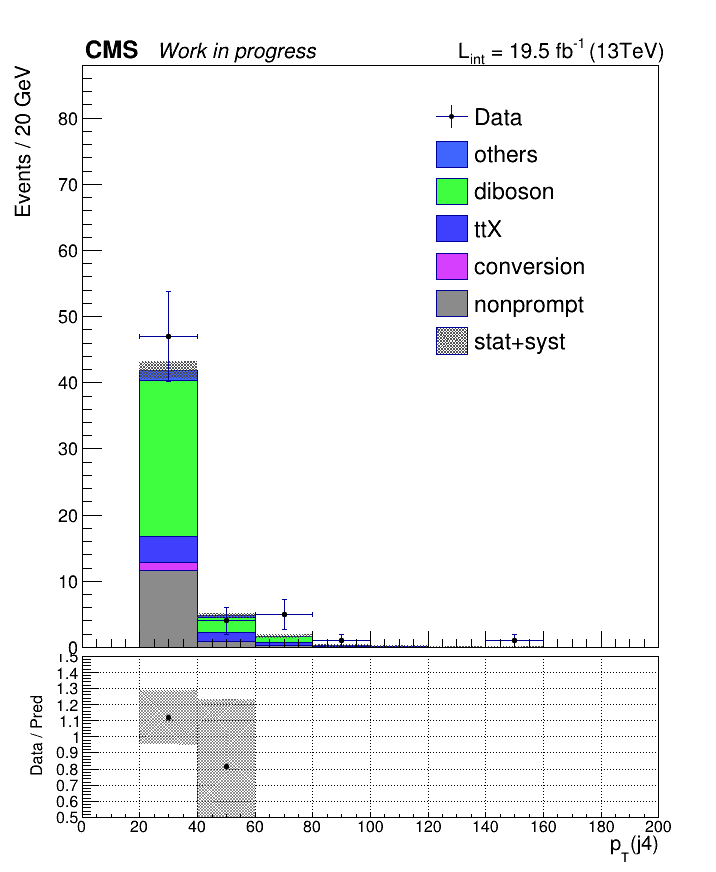 CMS Work in progress L_int = 19.5 fb^-1 (13TeV)
Events / 20 GeV
80
70
60
50
40
30
20
10
0
Data
others
diboson
ttX
conversion
nonprompt
stat+syst
Data / Pred
1.5
1.4
1.3
1.2
1.1
1
0.9
0.8
0.7
0.6
0.5
0 20 40 60 80 100 120 140 160 180 200
p_T(j4)